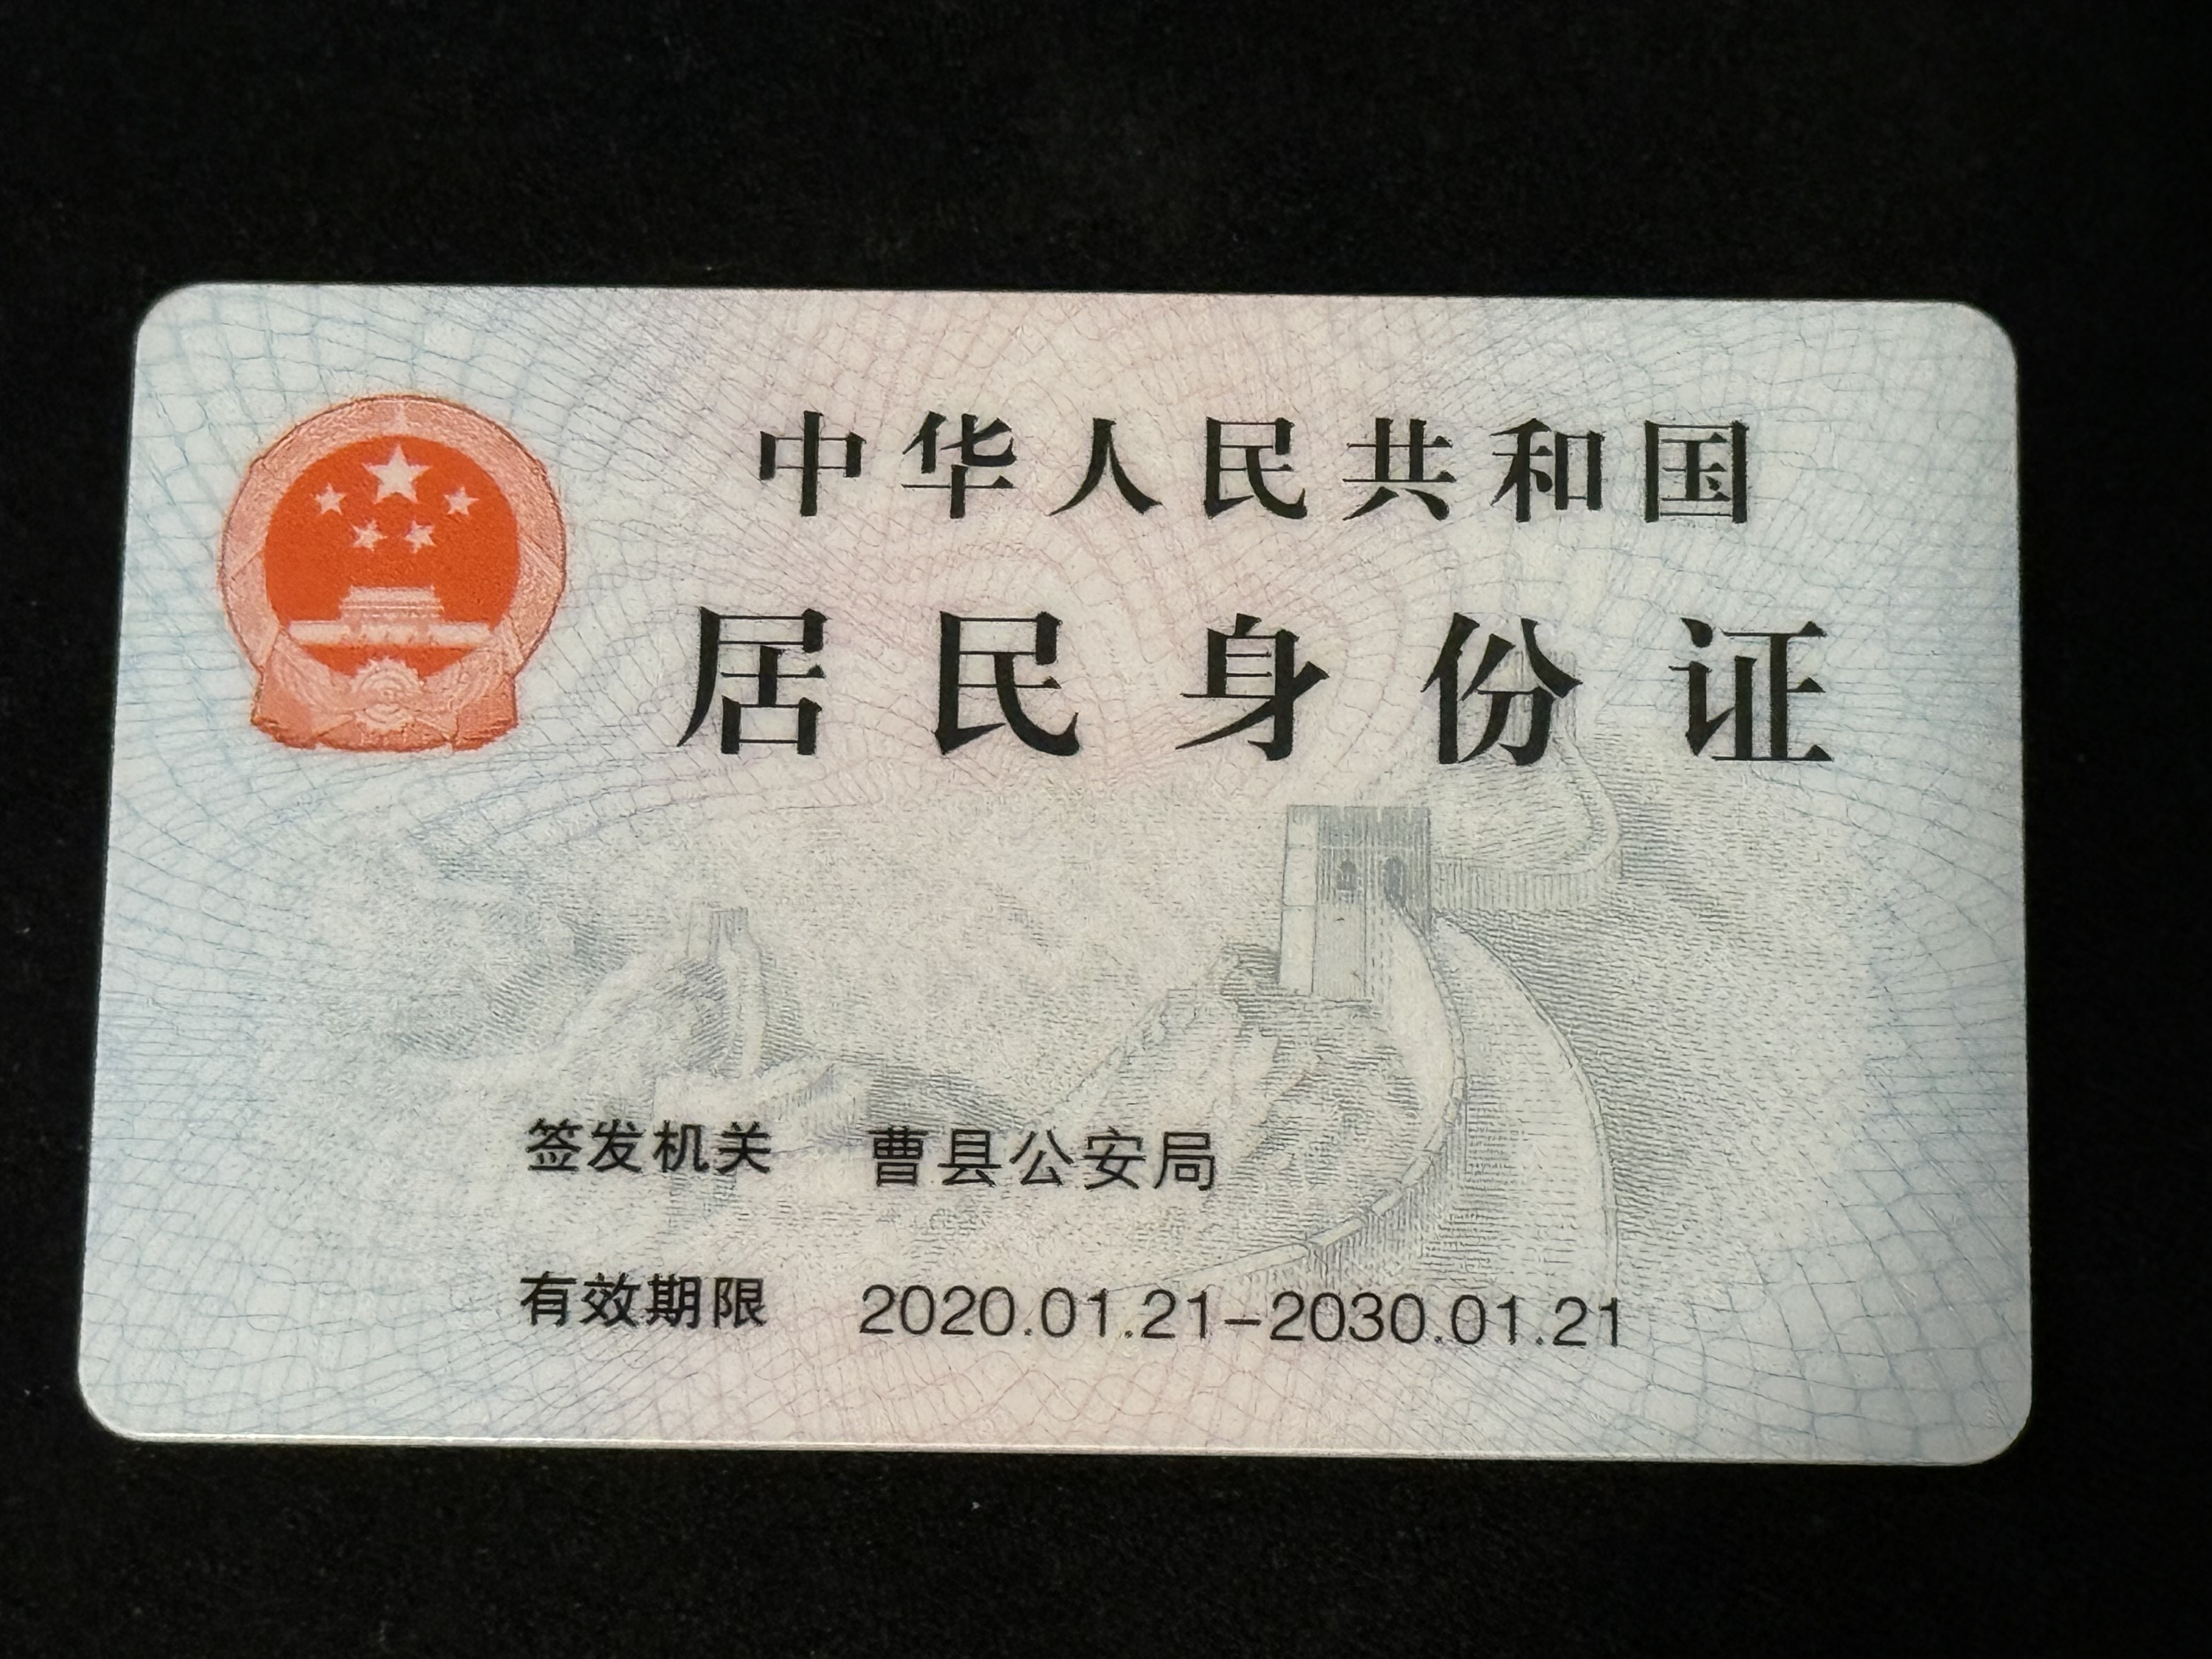 中华人民共和国
居民身份证
签发机关 曹县公安局
有效期限 2020.01.21-2030.01.21